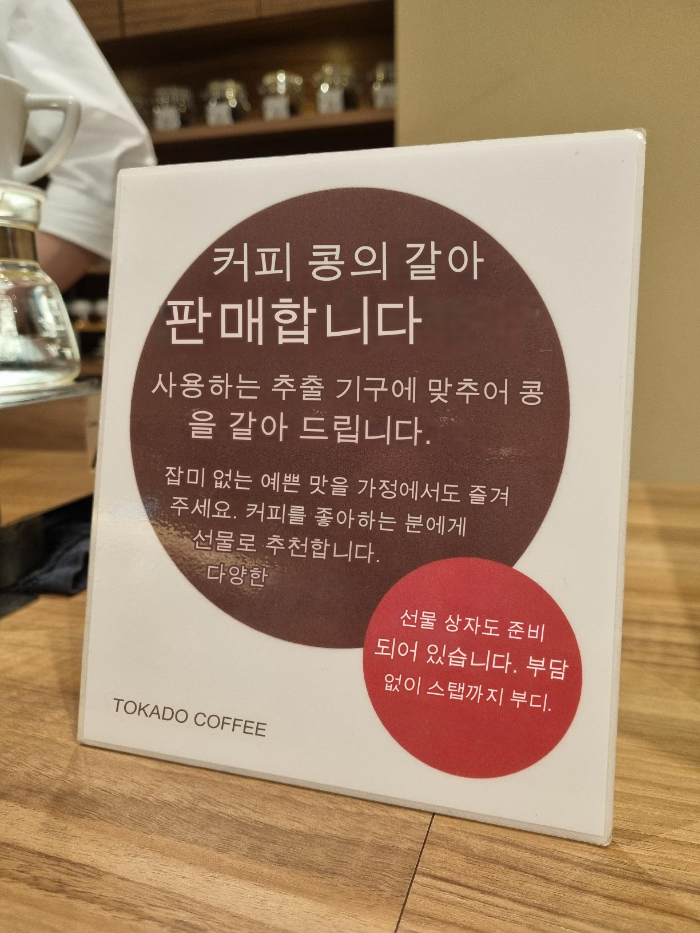 커피 콩의 갈아
판매합니다
사용하는 추출 기구에 맞추어 콩
을 갈아 드립니다.
잡미 없는 예쁜 맛을 가정에서도 즐겨
주세요. 커피를 좋아하는 분에게
선물로 추천합니다.
다양한
선물 상자도 준비
되어 있습니다. 부담
없이 스탭까지 부디.
TOKADO COFFEE